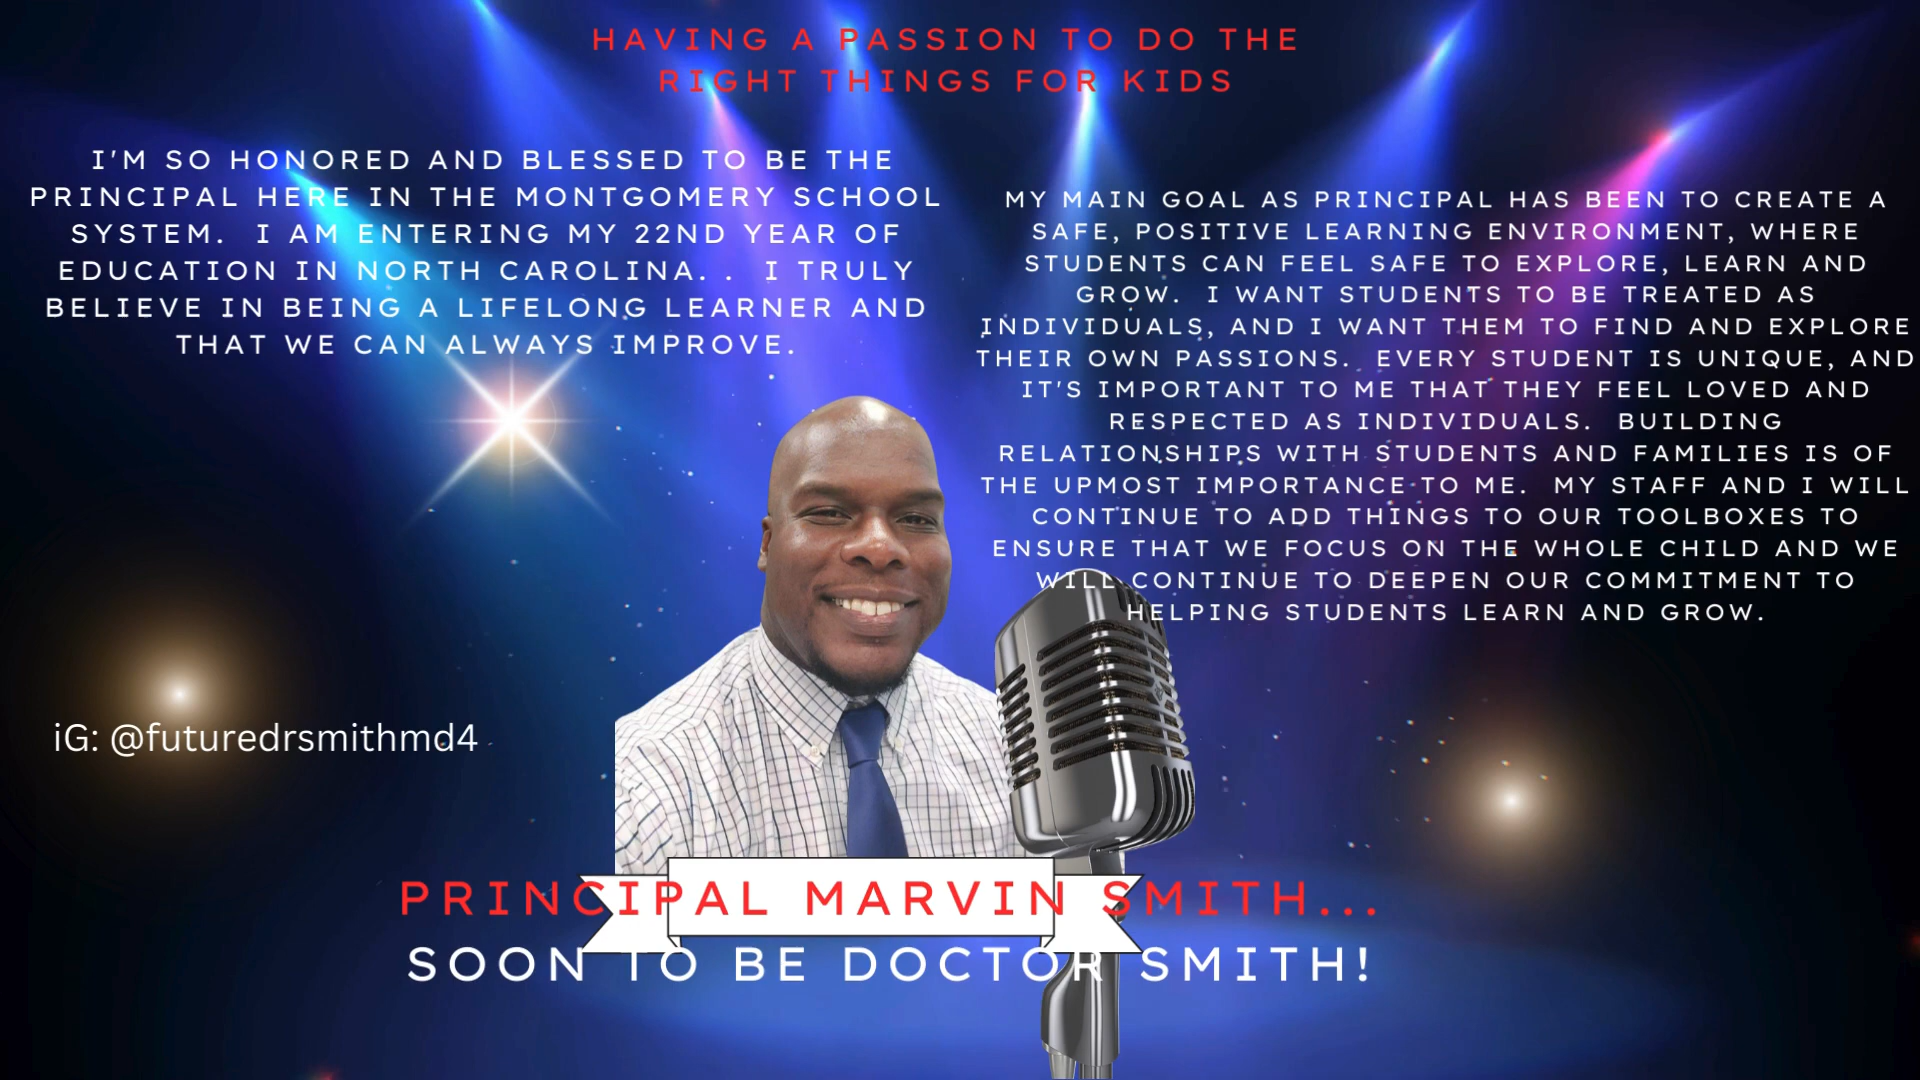 HAVING A PASSION TO DO THE
RIGHT THINGS FOR KIDS
I'M SO HONORED AND BLESSED TO BE THE
PRINCIPAL HERE IN THE MONTGOMERY SCHOOL
SYSTEM. I AM ENTERING MY 22ND YEAR OF
EDUCATION IN NORTH CAROLINA. . I TRULY
BELIEVE IN BEING A LIFELONG LEARNER AND
THAT WE CAN ALWAYS IMPROVE.
MY MAIN GOAL AS PRINCIPAL HAS BEEN TO CREATE A
SAFE, POSITIVE LEARNING ENVIRONMENT, WHERE
STUDENTS CAN FEEL SAFE TO EXPLORE, LEARN AND
GROW. I WANT STUDENTS TO BE TREATED AS
INDIVIDUALS, AND I WANT THEM TO FIND AND EXPLORE
THEIR OWN PASSIONS. EVERY STUDENT IS UNIQUE, AND
IT'S IMPORTANT TO ME THAT THEY FEEL LOVED AND
RESPECTED AS INDIVIDUALS. BUILDING
RELATIONSHIPS WITH STUDENTS AND FAMILIES IS OF
THE UPMOST IMPORTANCE TO ME. MY STAFF AND I WILL
CONTINUE TO ADD THINGS TO OUR TOOLBOXES TO
ENSURE THAT WE FOCUS ON THE WHOLE CHILD AND WE
WILL CONTINUE TO DEEPEN OUR COMMITMENT TO
HELPING STUDENTS LEARN AND GROW.
iG: @futuredrsmithmd4
PRINCIPAL MARVIN SMITH...
SOON TO BE DOCTOR SMITH!